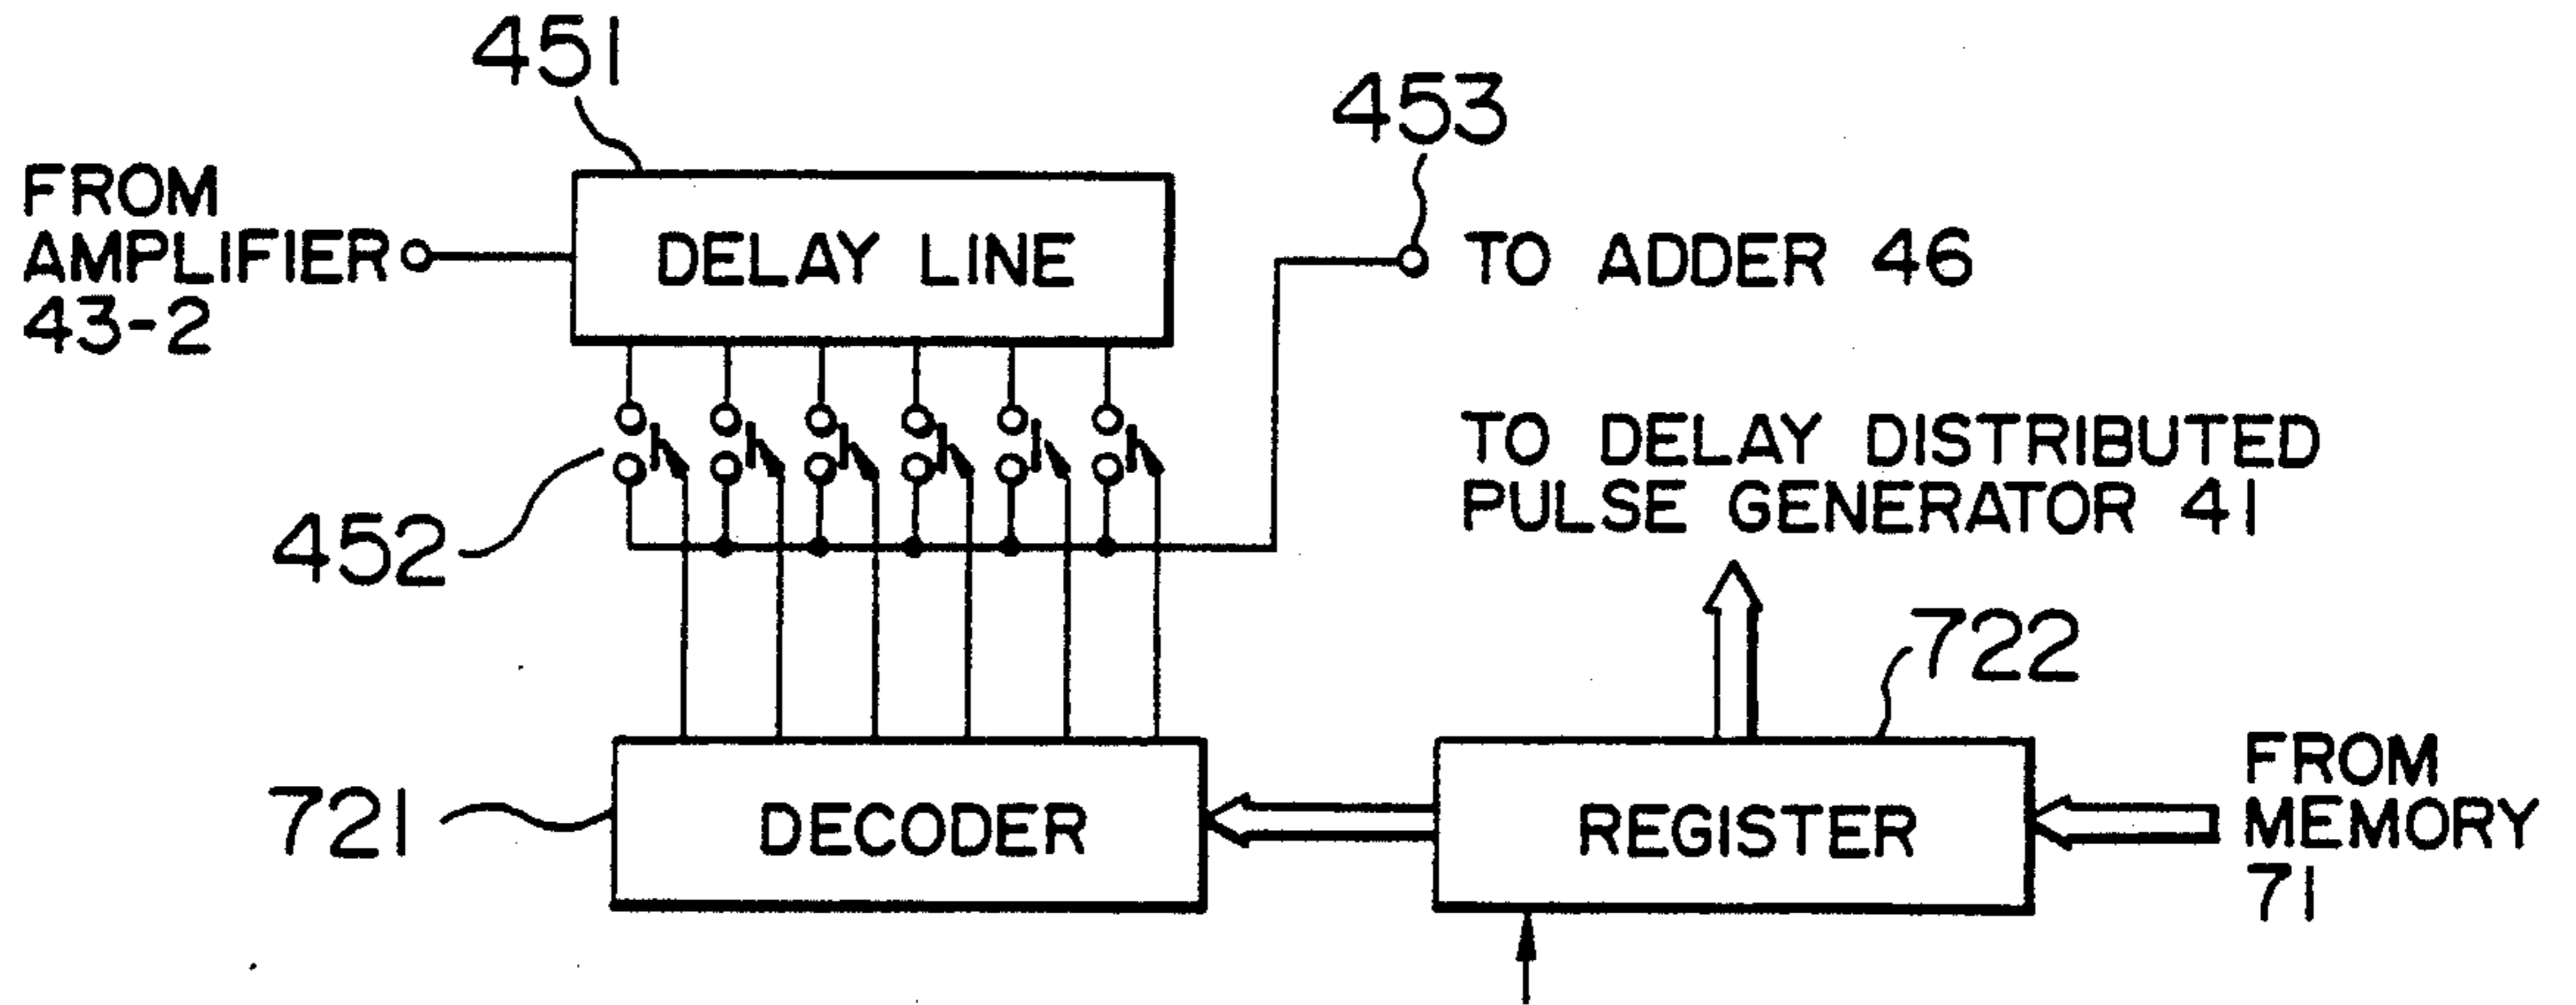 451
453
FROM
AMPLIFIER
43-2
DELAY LINE
TO ADDER 46
452
TO DELAY DISTRIBUTED
PULSE GENERATOR 41
722
721
DECODER
REGISTER
FROM
MEMORY
71